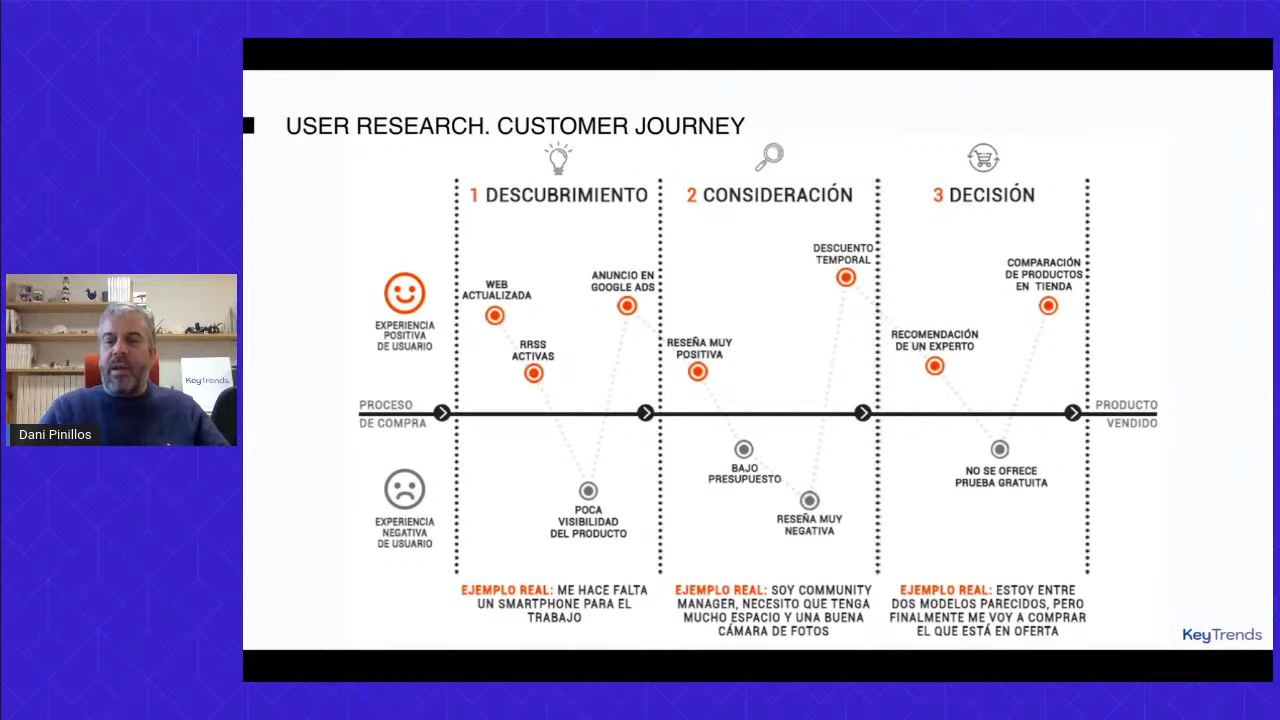 USER RESEARCH. CUSTOMER JOURNEY
1 DESCUBRIMIENTO
2 CONSIDERACIÓN
3 DECISIÓN
EXPERIENCIA
POSITIVA
DE USUARIO
WEB
ACTUALIZADA
RRSS
ACTIVAS
ANUNCIO EN
GOOGLE ADS
RESEÑA MUY
POSITIVA
DESCUENTO
TEMPORAL
RECOMENDACIÓN
DE UN EXPERTO
COMPARACIÓN
DE PRODUCTOS
EN TIENDA
PROCESO
DE COMPRA
PRODUCTO
VENDIDO
EXPERIENCIA
NEGATIVA
DE USUARIO
POCA
VISIBILIDAD
DEL PRODUCTO
BAJO
PRESUPUESTO
RESEÑA MUY
NEGATIVA
NO SE OFRECE
PRUEBA GRATUITA
EJEMPLO REAL: ME HACE FALTA
UN SMARTPHONE PARA EL
TRABAJO
EJEMPLO REAL: SOY COMMUNITY
MANAGER, NECESITO QUE TENGA
MUCHO ESPACIO Y UNA BUENA
CÁMARA DE FOTOS
EJEMPLO REAL: ESTOY ENTRE
DOS MODELOS PARECIDOS, PERO
FINALMENTE ME VOY A COMPRAR
EL QUE ESTÁ EN OFERTA
KeyTrends
KeyTrends
Dani Pinillos